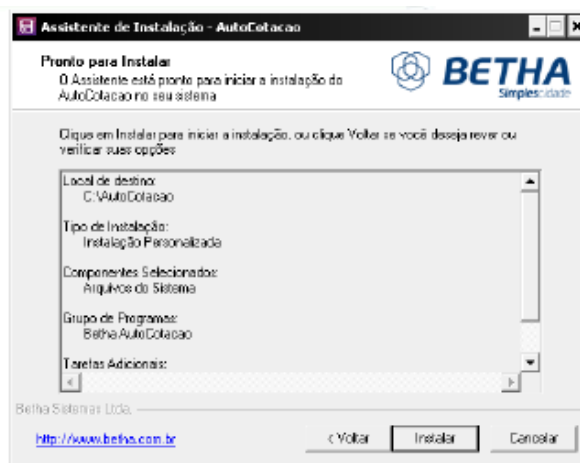 Assistente de Instalação - AutoCotacao
Pronto para Instalar
O Assistente está pronto para iniciar a instalação do
AutoCotacao no seu sistema
BETHA
Simplescidade
Clique em Instalar para iniciar a instalação, ou clique Voltar se você deseja rever ou
verificar suas opções
Local de destino:
C:\AutoCotacao
Tipo de Instalação:
Instalação Personalizada
Componentes Selecionados:
Arquivos do Sistema
Grupo de Programas:
Betha AutoCotacao
Tarefas Adicionais:
Betha Sistemas Ltda.
http://www.betha.com.br
< Voltar
Instalar
Cancelar